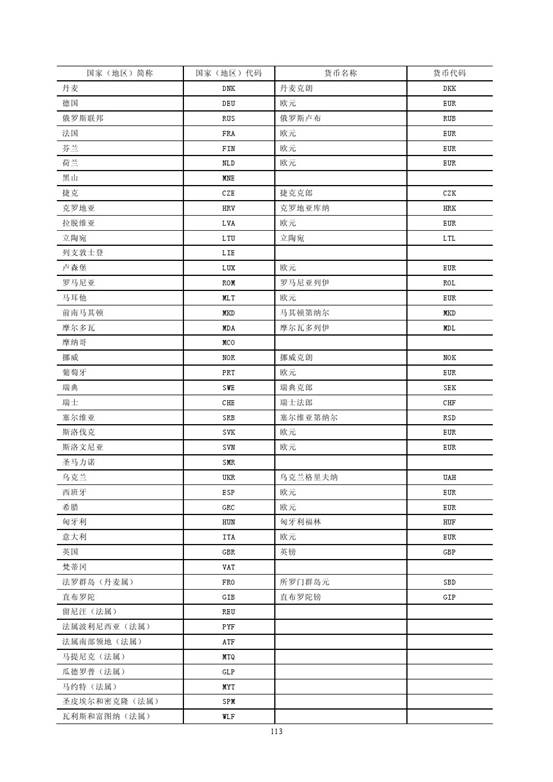 国家（地区）简称 国家（地区）代码 货币名称 货币代码
丹麦 DNK 丹麦克朗 DKK
德国 DEU 欧元 EUR
俄罗斯联邦 RUS 俄罗斯卢布 RUB
法国 FRA 欧元 EUR
芬兰 FIN 欧元 EUR
荷兰 NLD 欧元 EUR
黑山 MNE
捷克 CZE 捷克克郎 CZK
克罗地亚 HRV 克罗地亚库纳 HRK
拉脱维亚 LVA 欧元 EUR
立陶宛 LTU 立陶宛 LTL
列支敦士登 LIE
卢森堡 LUX 欧元 EUR
罗马尼亚 ROM 罗马尼亚列伊 ROL
马耳他 MLT 欧元 EUR
前南马其顿 MKD 马其顿第纳尔 MKD
摩尔多瓦 MDA 摩尔瓦多列伊 MDL
摩纳哥 MCO
挪威 NOR 挪威克朗 NOK
葡萄牙 PRT 欧元 EUR
瑞典 SWE 瑞典克郎 SEK
瑞士 CHE 瑞士法郎 CHF
塞尔维亚 SRB 塞尔维亚第纳尔 RSD
斯洛伐克 SVK 欧元 EUR
斯洛文尼亚 SVN 欧元 EUR
圣马力诺 SMR
乌克兰 UKR 乌克兰格里夫纳 UAH
西班牙 ESP 欧元 EUR
希腊 GRC 欧元 EUR
匈牙利 HUN 匈牙利福林 HUF
意大利 ITA 欧元 EUR
英国 GBR 英镑 GBP
梵蒂冈 VAT
法罗群岛（丹麦属） FRO 所罗门群岛元 SBD
直布罗陀 GIB 直布罗陀镑 GIP
留尼汪（法属） REU
法属波利尼西亚（法属） PYF
法属南部领地（法属） ATF
马提尼克（法属） MTQ
瓜德罗普（法属） GLP
马约特（法属） MYT
圣皮埃尔和密克隆（法属） SPM
瓦利斯和富图纳（法属） WLF
113